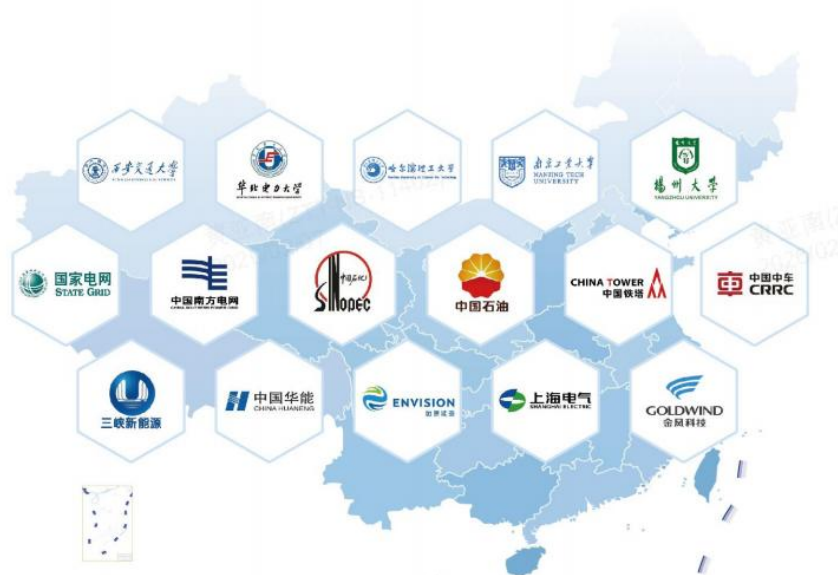 西安交通大学
华北电力大学
哈尔滨理工大学
南京工业大学
NANJING TECH
UNIVERSITY
扬州大学
YANGZHOU UNIVERSITY
国家电网
STATE GRID
中国南方电网
中国石化
SINOPEC
中国石油
CHINA TOWER
中国铁塔
中国中车
CRRC
三峡新能源
中国华能
CHINA HUANENG
ENVISION
上海电气
SHANGHAI ELECTRIC
GOLDWIND
金风科技